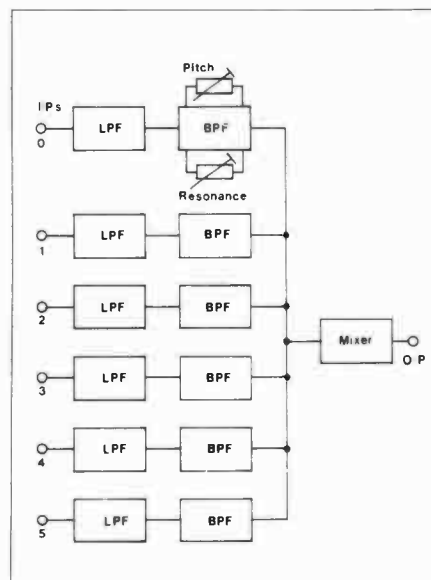 Pitch
IPs
LPF
BPF
0
Resonance
LPF
BPF
1
LPF
BPF
2
Mixer
OP
LPF
BPF
3
LPF
BPF
4
LPF
BPF
5